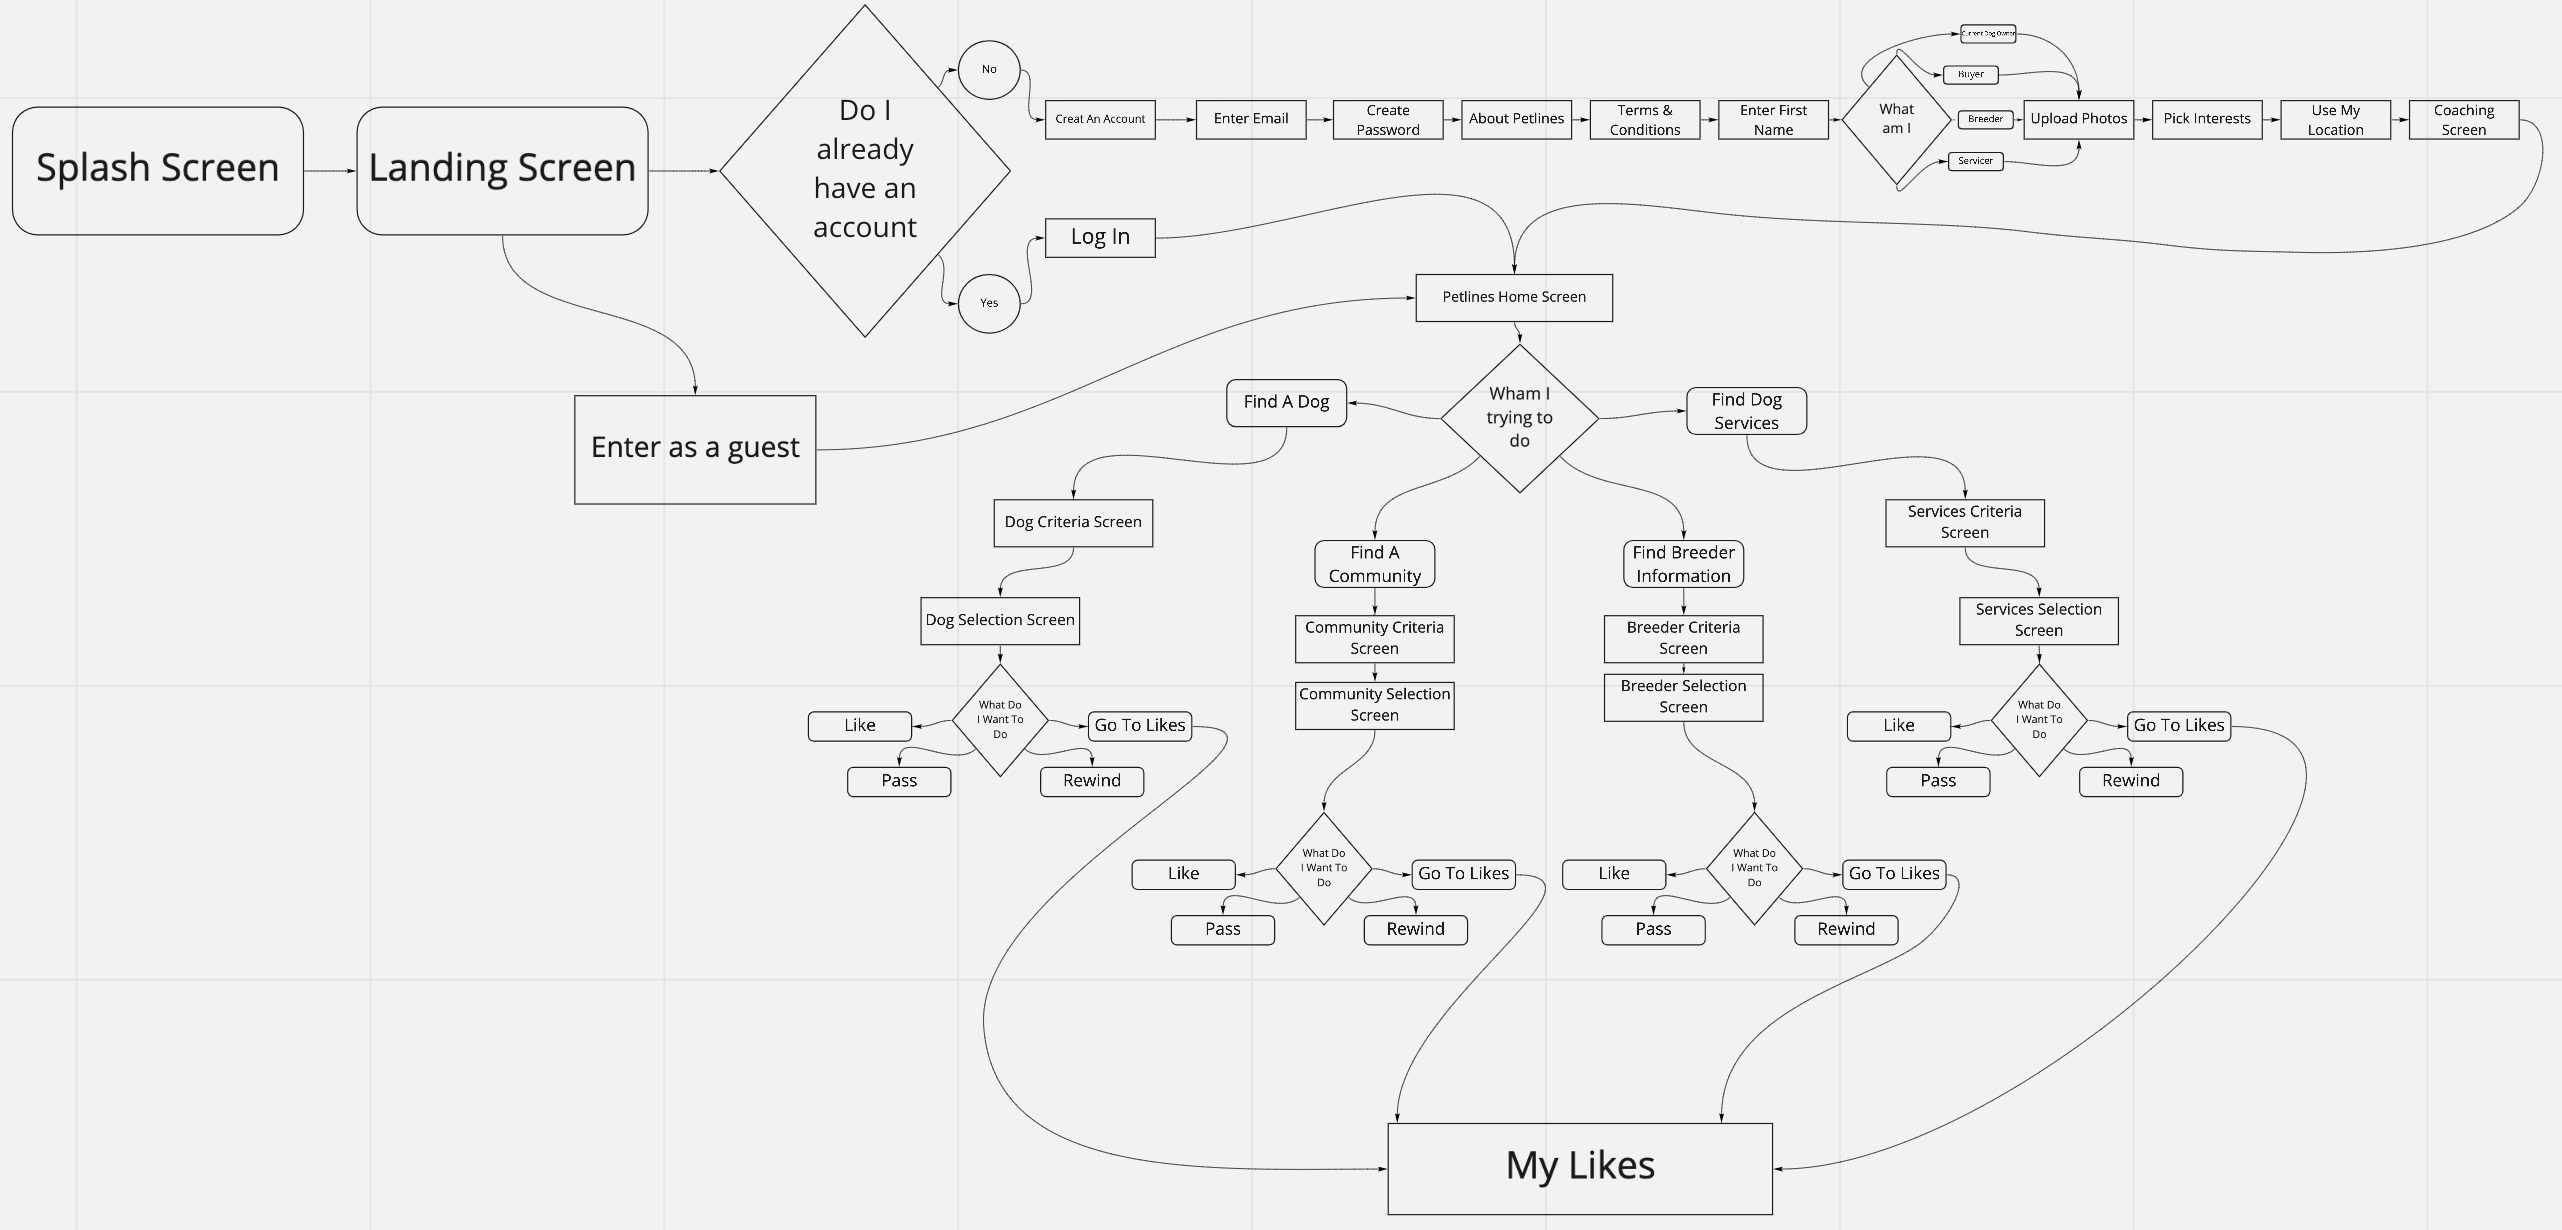 Splash Screen
Landing Screen
Do I
already
have an
account
No
Yes
Creat An Account
Enter Email
Create
Password
About Petlines
Terms &
Conditions
Enter First
Name
What
am I
Current Dog Owner
Buyer
Breeder
Servicer
Upload Photos
Pick Interests
Use My
Location
Coaching
Screen
Log In
Petlines Home Screen
Enter as a guest
Wham I
trying to
do
Find A Dog
Find Dog
Services
Dog Criteria Screen
Services Criteria
Screen
Find A
Community
Find Breeder
Information
Dog Selection Screen
Community Criteria
Screen
Breeder Criteria
Screen
Services Selection
Screen
Community Selection
Screen
Breeder Selection
Screen
What Do
I Want To
Do
Like
Go To Likes
Pass
Rewind
What Do
I Want To
Do
Like
Go To Likes
Pass
Rewind
What Do
I Want To
Do
Like
Go To Likes
Pass
Rewind
What Do
I Want To
Do
Like
Go To Likes
Pass
Rewind
My Likes